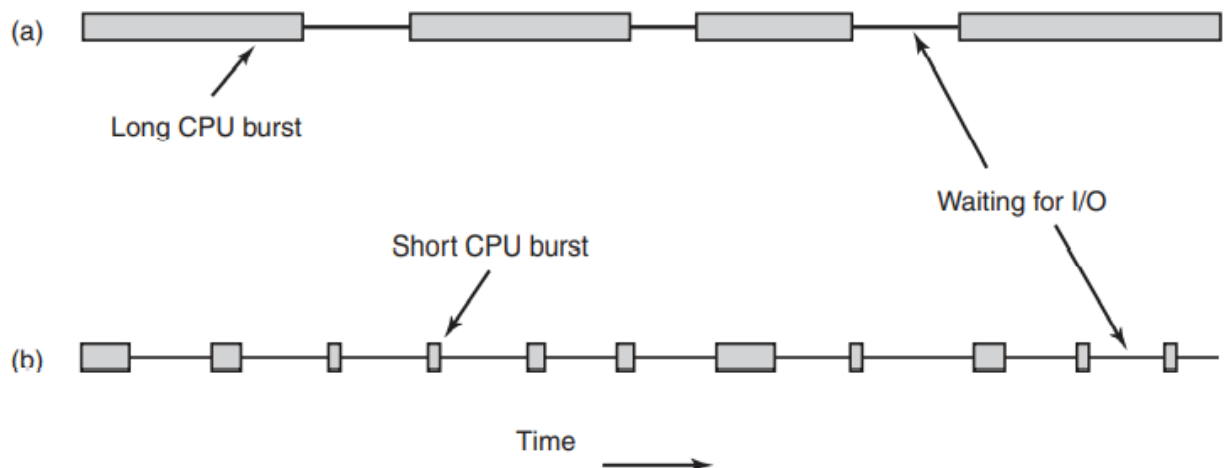 (a)
Long CPU burst
Waiting for I/O
Short CPU burst
(b)
Time